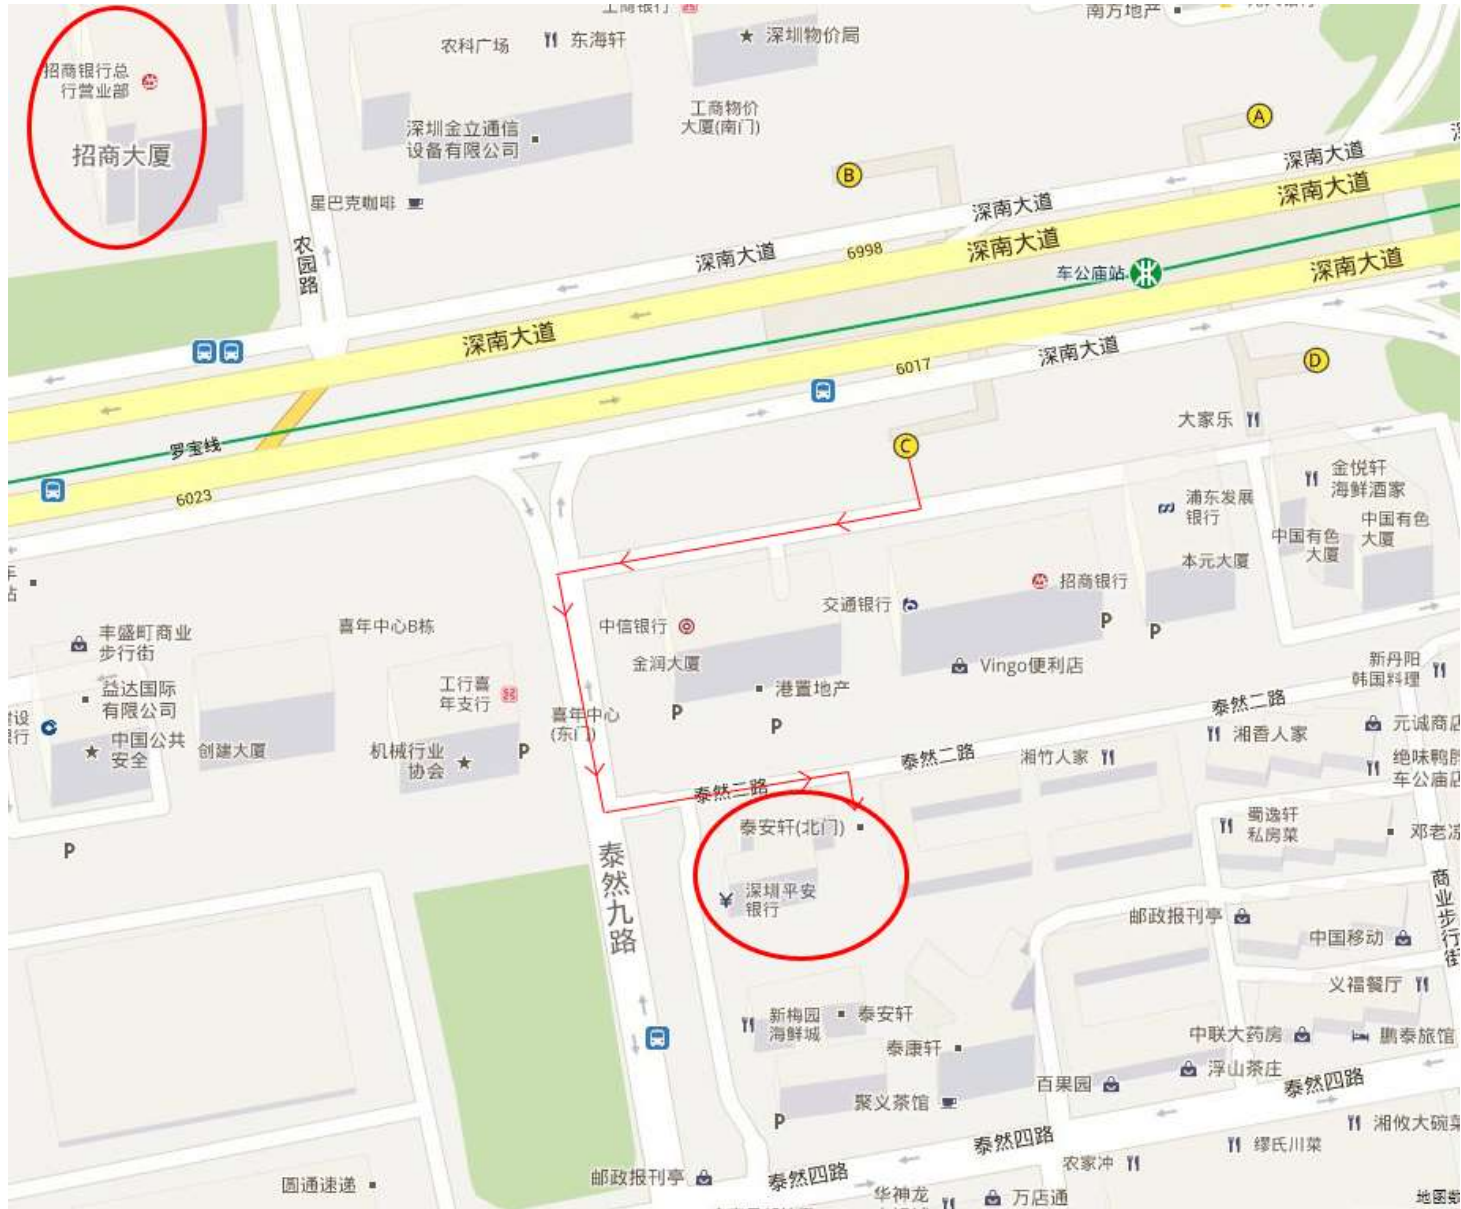 南方地产
农科广场
东海轩
深圳物价局
招商银行总
行营业部
A
工商物价
大厦(南门)
深圳金立通信
设备有限公司
招商大厦
深南大道
B
深南大道
星巴克咖啡
深南大道
农园路
深南大道
6998
深南大道
深南大道
车公庙站
深南大道
深南大道
深南大道
6017
D
大家乐
罗宝线
C
6023
金悦轩
海鲜酒家
浦东发展
银行
中国有色
大厦
中国有色
大厦
本元大厦
招商银行
交通银行
P
P
中信银行
喜年中心B栋
丰盛町商业
步行街
金润大厦
Vingo便利店
新丹阳
韩国料理
益达国际
有限公司
工行喜
年支行
港置地产
泰然二路
喜年中心
(东门)
P
P
元诚商店
湘香人家
中国公共
安全
创建大厦
机械行业
协会
P
泰然二路
湘竹人家
车公庙店
泰然二路
泰安轩(北门)
蜀逸轩
私房菜
P
泰然九路
深圳平安
银行
商业步行街
邮政报刊亭
中国移动
义福餐厅
新梅园
海鲜城
泰安轩
中联大药房
鹏泰旅馆
泰康轩
浮山茶庄
百果园
泰然四路
聚义茶馆
P
泰然四路
缪氏川菜
农家冲
邮政报刊亭
泰然四路
圆通速递
华神龙
万店通